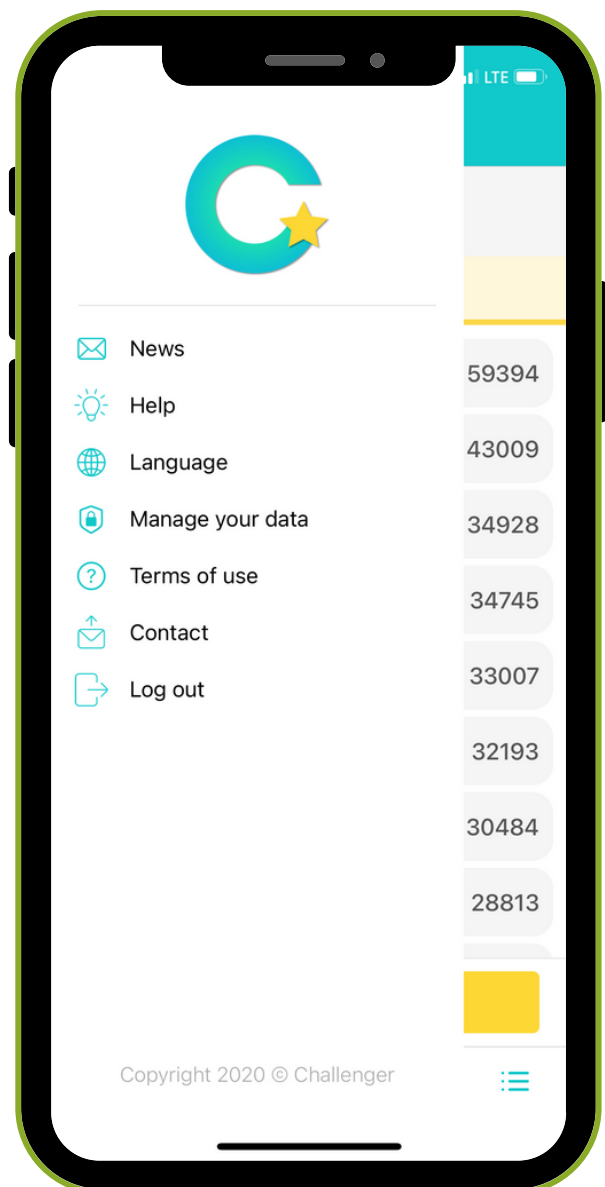 LTE
News
Help
Language
Manage your data
Terms of use
Contact
Log out
59394
43009
34928
34745
33007
32193
30484
28813
Copyright 2020 © Challenger